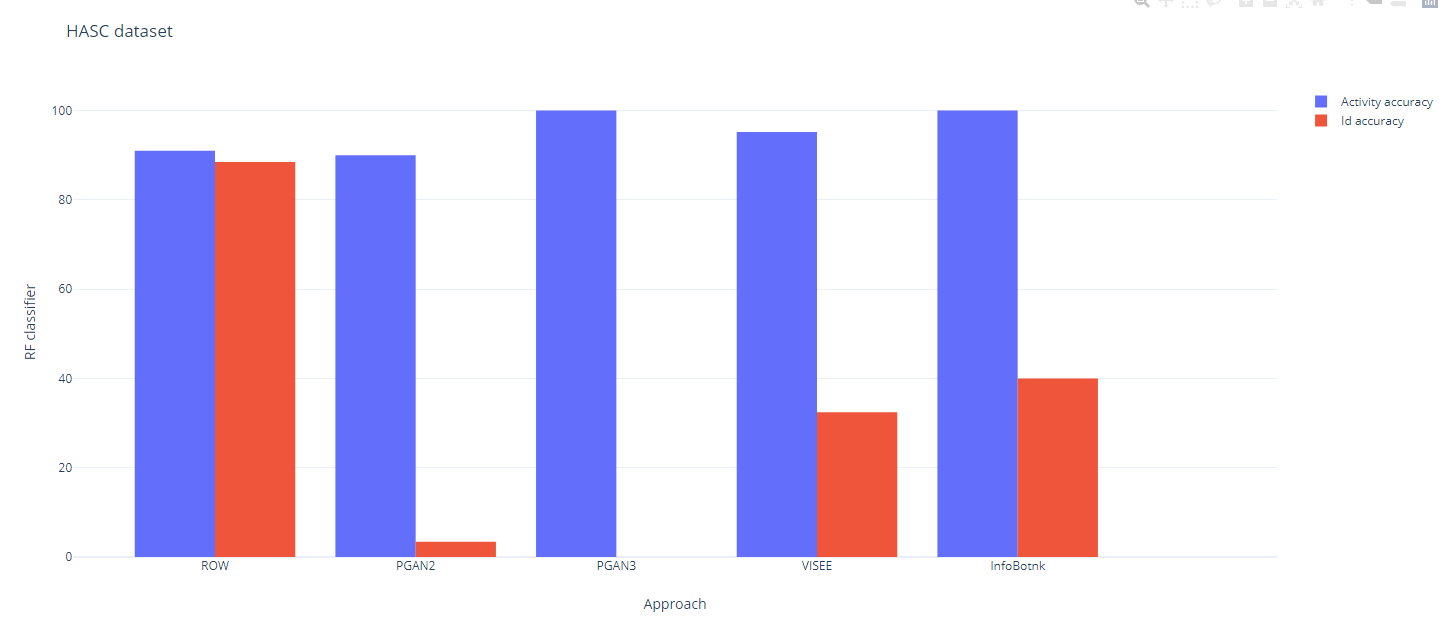 HASC dataset
100
80
60
40
20
0
RF classifier
ROW
PGAN2
PGAN3
VISEE
InfoBotnk
Approach
Activity accuracy
Id accuracy